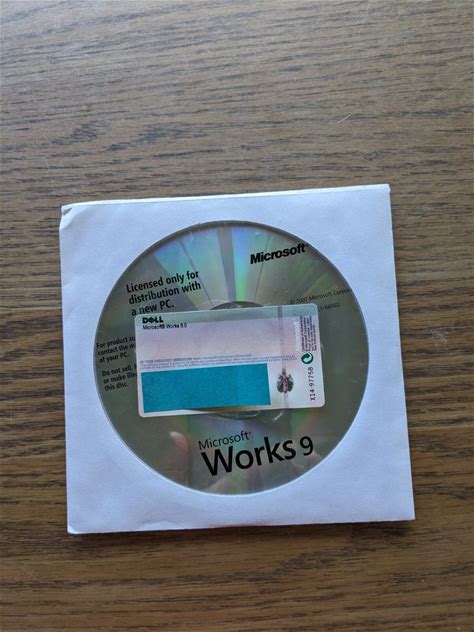 Microsoft
Licensed only for
distribution with
a new PC.
© 2007 Microsoft Corpor
For product su
contact the m
of your PC.
Do not sell,
or make ille
this disc.
DELL
Microsoft® Works 9.0
X14-97758
Microsoft®
Works 9